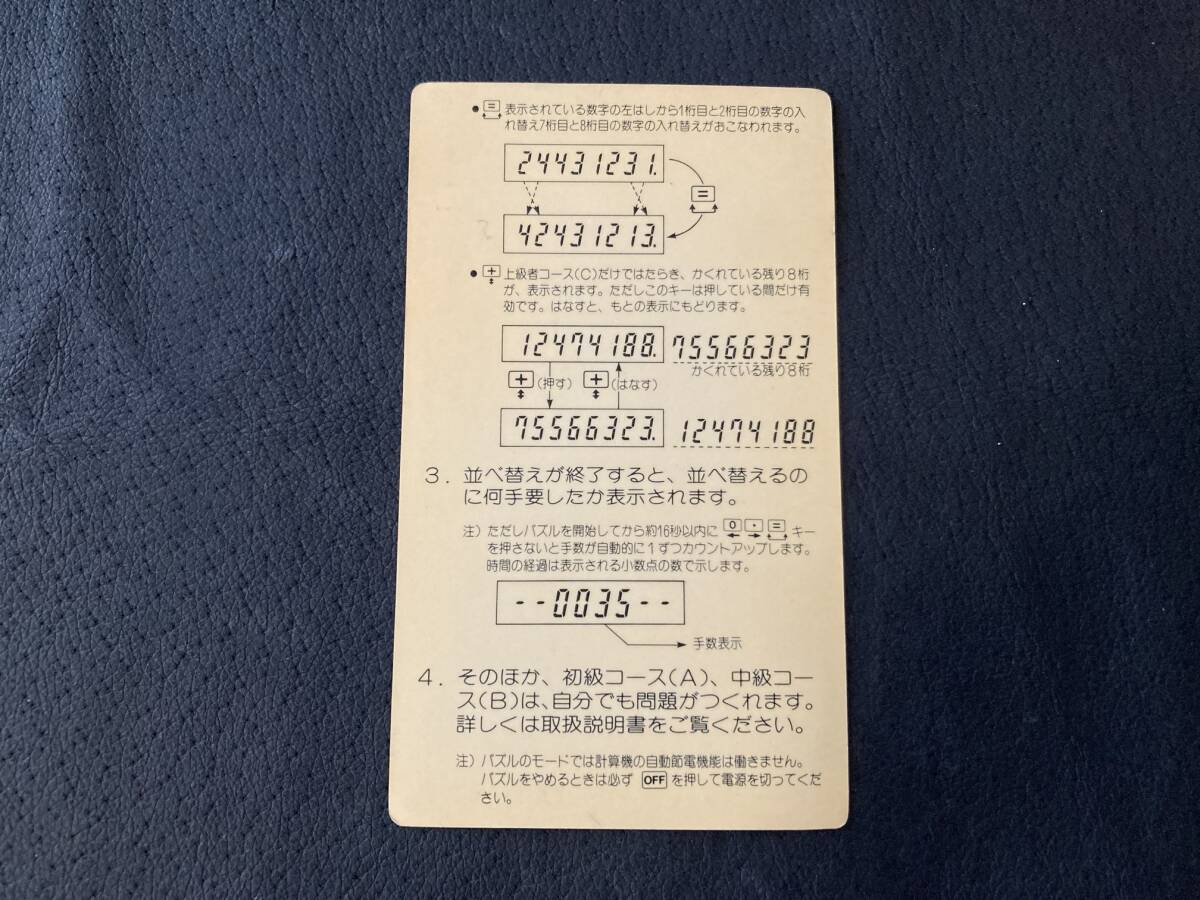 ● = 表示されている数字の左はしから1桁目と2桁目の数字の入
れ替え7桁目と8桁目の数字の入れ替えがおこなわれます。
24431231.
=
42431213.
● + 上級者コース(C)だけではたらき、かくれている残り8桁
が、表示されます。ただしこのキーは押している間だけ有
効です。はなすと、もとの表示にもどります。
12474188. 75566323
かくれている残り8桁
+ (押す) + (はなす)
75566323. 12474188
3. 並べ替えが終了すると、並べ替えるの
に何手要したか表示されます。
注) ただしパズルを開始してから約16秒以内に 0 ・ = キー
を押さないと手数が自動的に1ずつカウントアップします。
時間の経過は表示される小数点の数で示します。
--0035--
手数表示
4. そのほか、初級コース(A)、中級コー
ス(B)は、自分でも問題がつくれます。
詳しくは取扱説明書をご覧ください。
注) パズルのモードでは計算機の自動節電機能は働きません。
パズルをやめるときは必ず OFF を押して電源を切ってくだ
さい。